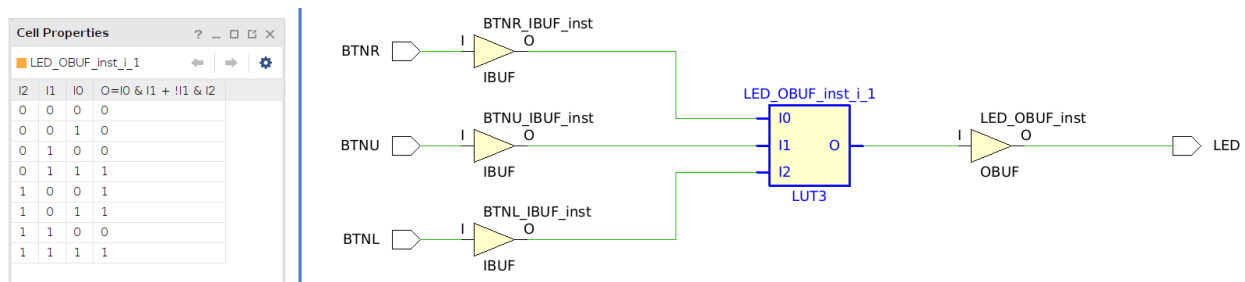 Cell Properties
LED_OBUF_inst_i_1
I2 I1 I0 O=I0 & I1 + !I1 & I2
0 0 0 0
0 0 1 0
0 1 0 0
0 1 1 1
1 0 0 1
1 0 1 1
1 1 0 0
1 1 1 1
BTNR_IBUF_inst
BTNR
I
O
IBUF
BTNU_IBUF_inst
BTNU
I
O
IBUF
BTNL_IBUF_inst
BTNL
I
O
IBUF
LED_OBUF_inst_i_1
I0
I1
I2
O
LUT3
LED_OBUF_inst
I
O
OBUF
LED